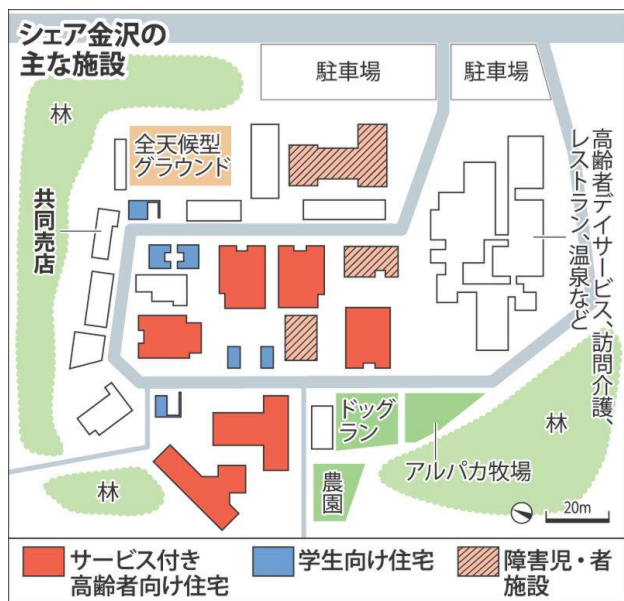 シェア金沢の
主な施設
駐車場
駐車場
林
全天候型
グラウンド
共同売店
高齢者デイサービス、訪問介護、
レストラン、温泉など
ドッグ
ラン
アルパカ牧場
林
林
農園
20m
サービス付き
高齢者向け住宅
学生向け住宅
障害児・者
施設